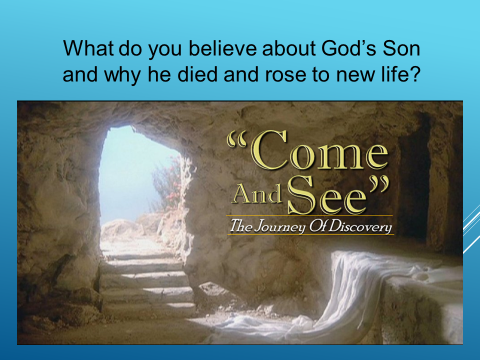 What do you believe about God’s Son
and why he died and rose to new life?
“Come
And See”
The Journey Of Discovery